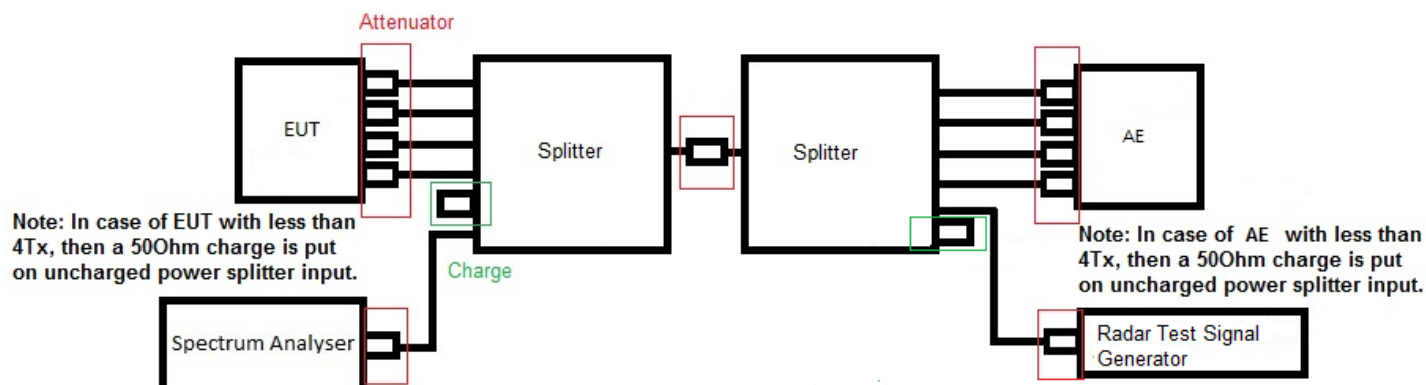 Attenuator
EUT
Splitter
Splitter
AE
Note: In case of EUT with less than
4Tx, then a 50Ohm charge is put
on uncharged power splitter input.
Charge
Note: In case of AE with less than
4Tx, then a 50Ohm charge is put
on uncharged power splitter input.
Spectrum Analyser
Radar Test Signal
Generator